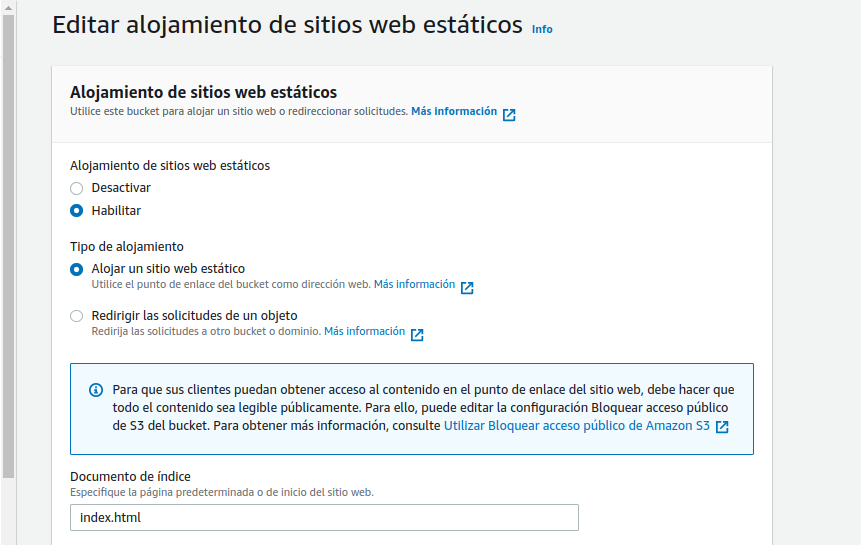 Editar alojamiento de sitios web estáticos Info
Alojamiento de sitios web estáticos
Utilice este bucket para alojar un sitio web o redireccionar solicitudes. Más información
Alojamiento de sitios web estáticos
Desactivar
Habilitar
Tipo de alojamiento
Alojar un sitio web estático
Utilice el punto de enlace del bucket como dirección web. Más información
Redirigir las solicitudes de un objeto
Redirija las solicitudes a otro bucket o dominio. Más información
Para que sus clientes puedan obtener acceso al contenido en el punto de enlace del sitio web, debe hacer que
todo el contenido sea legible públicamente. Para ello, puede editar la configuración Bloquear acceso público
de S3 del bucket. Para obtener más información, consulte Utilizar Bloquear acceso público de Amazon S3
Documento de índice
Especifique la página predeterminada o de inicio del sitio web.
index.html